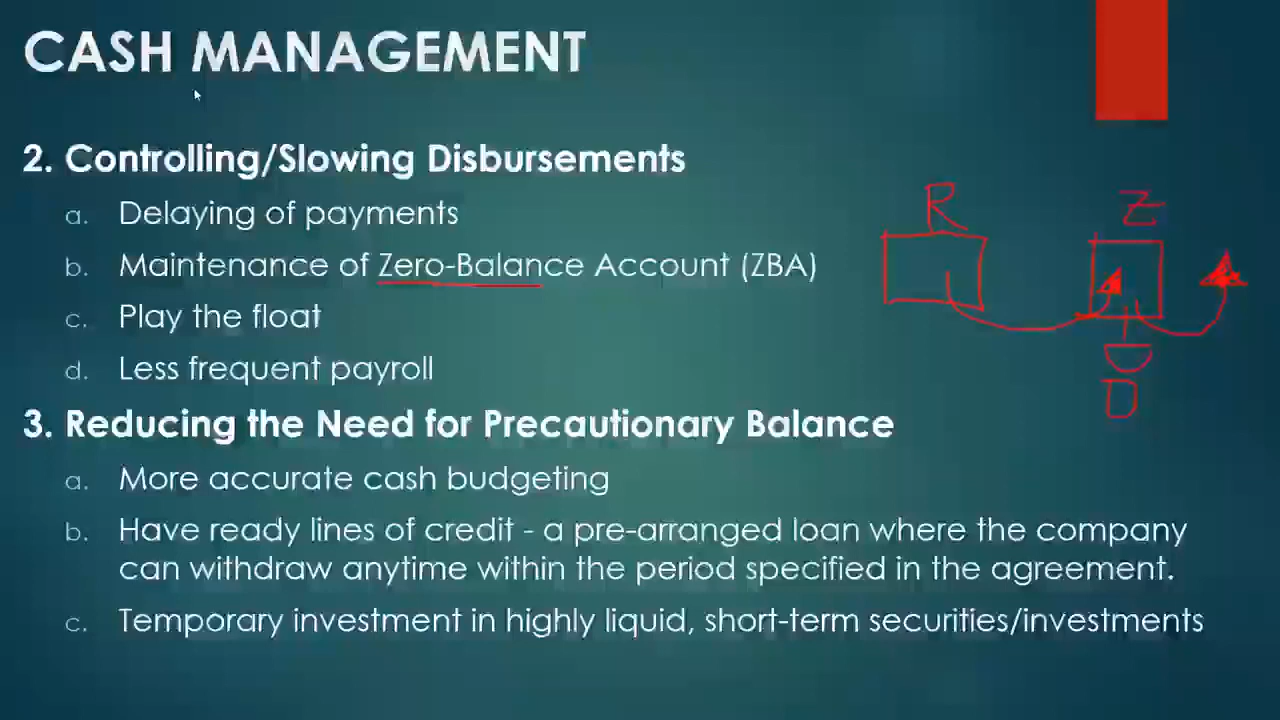 CASH MANAGEMENT
2. Controlling/Slowing Disbursements
a. Delaying of payments
b. Maintenance of Zero-Balance Account (ZBA)
c. Play the float
d. Less frequent payroll
R
Z
D
3. Reducing the Need for Precautionary Balance
a. More accurate cash budgeting
b. Have ready lines of credit - a pre-arranged loan where the company
can withdraw anytime within the period specified in the agreement.
c. Temporary investment in highly liquid, short-term securities/investments